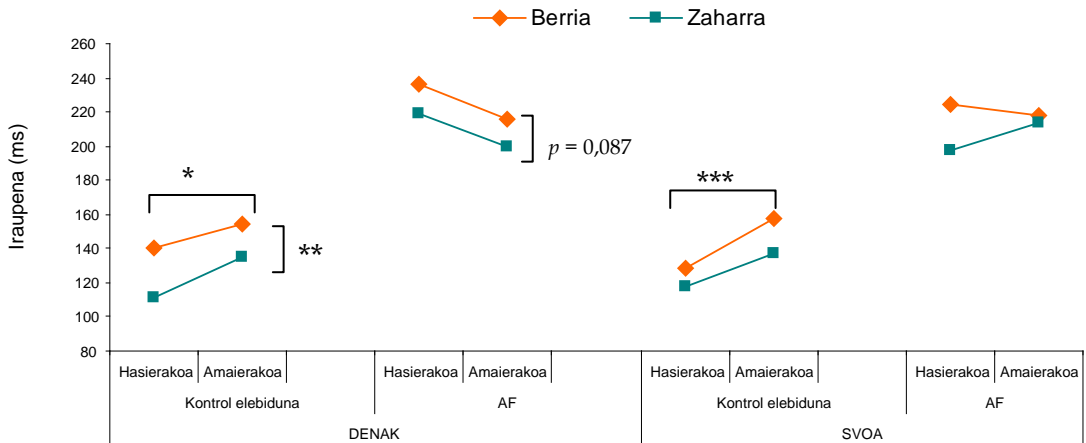 Berria Zaharra
Iraupena (ms)
260
240
220
200
180
160
140
120
100
80
*
**
p = 0,087
***
Hasierakoa Amaierakoa Hasierakoa Amaierakoa Hasierakoa Amaierakoa Hasierakoa Amaierakoa
Kontrol elebiduna AF Kontrol elebiduna AF
DENAK SVOA